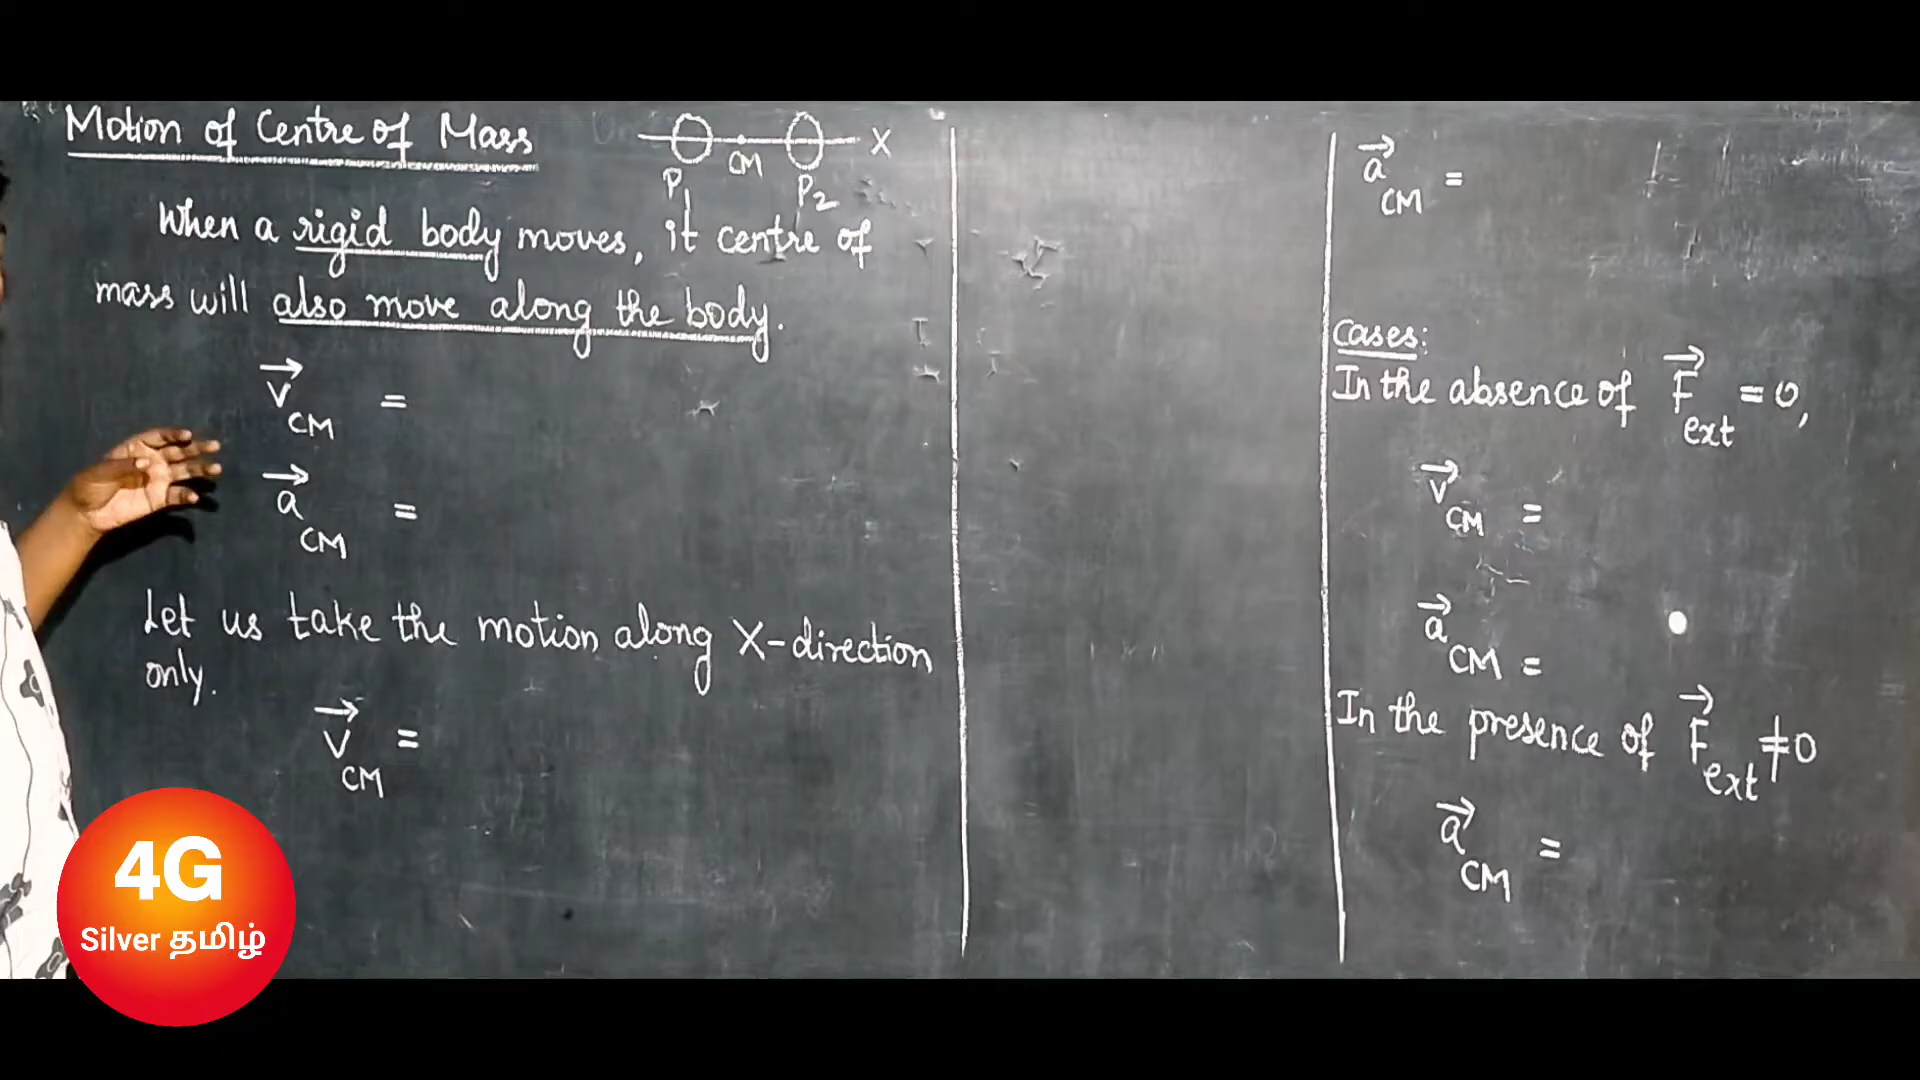 Motion of Centre of Mass
X
CM
P1
P2
When a rigid body moves, it centre of
mass will also move along the body.
v⃗CM =
a⃗CM =
Let us take the motion along X-direction
only.
v⃗CM =
a⃗CM =
Cases:
In the absence of F⃗ext = 0,
v⃗CM =
a⃗CM =
In the presence of F⃗ext ≠ 0
a⃗CM =
4G
Silver தமிழ்